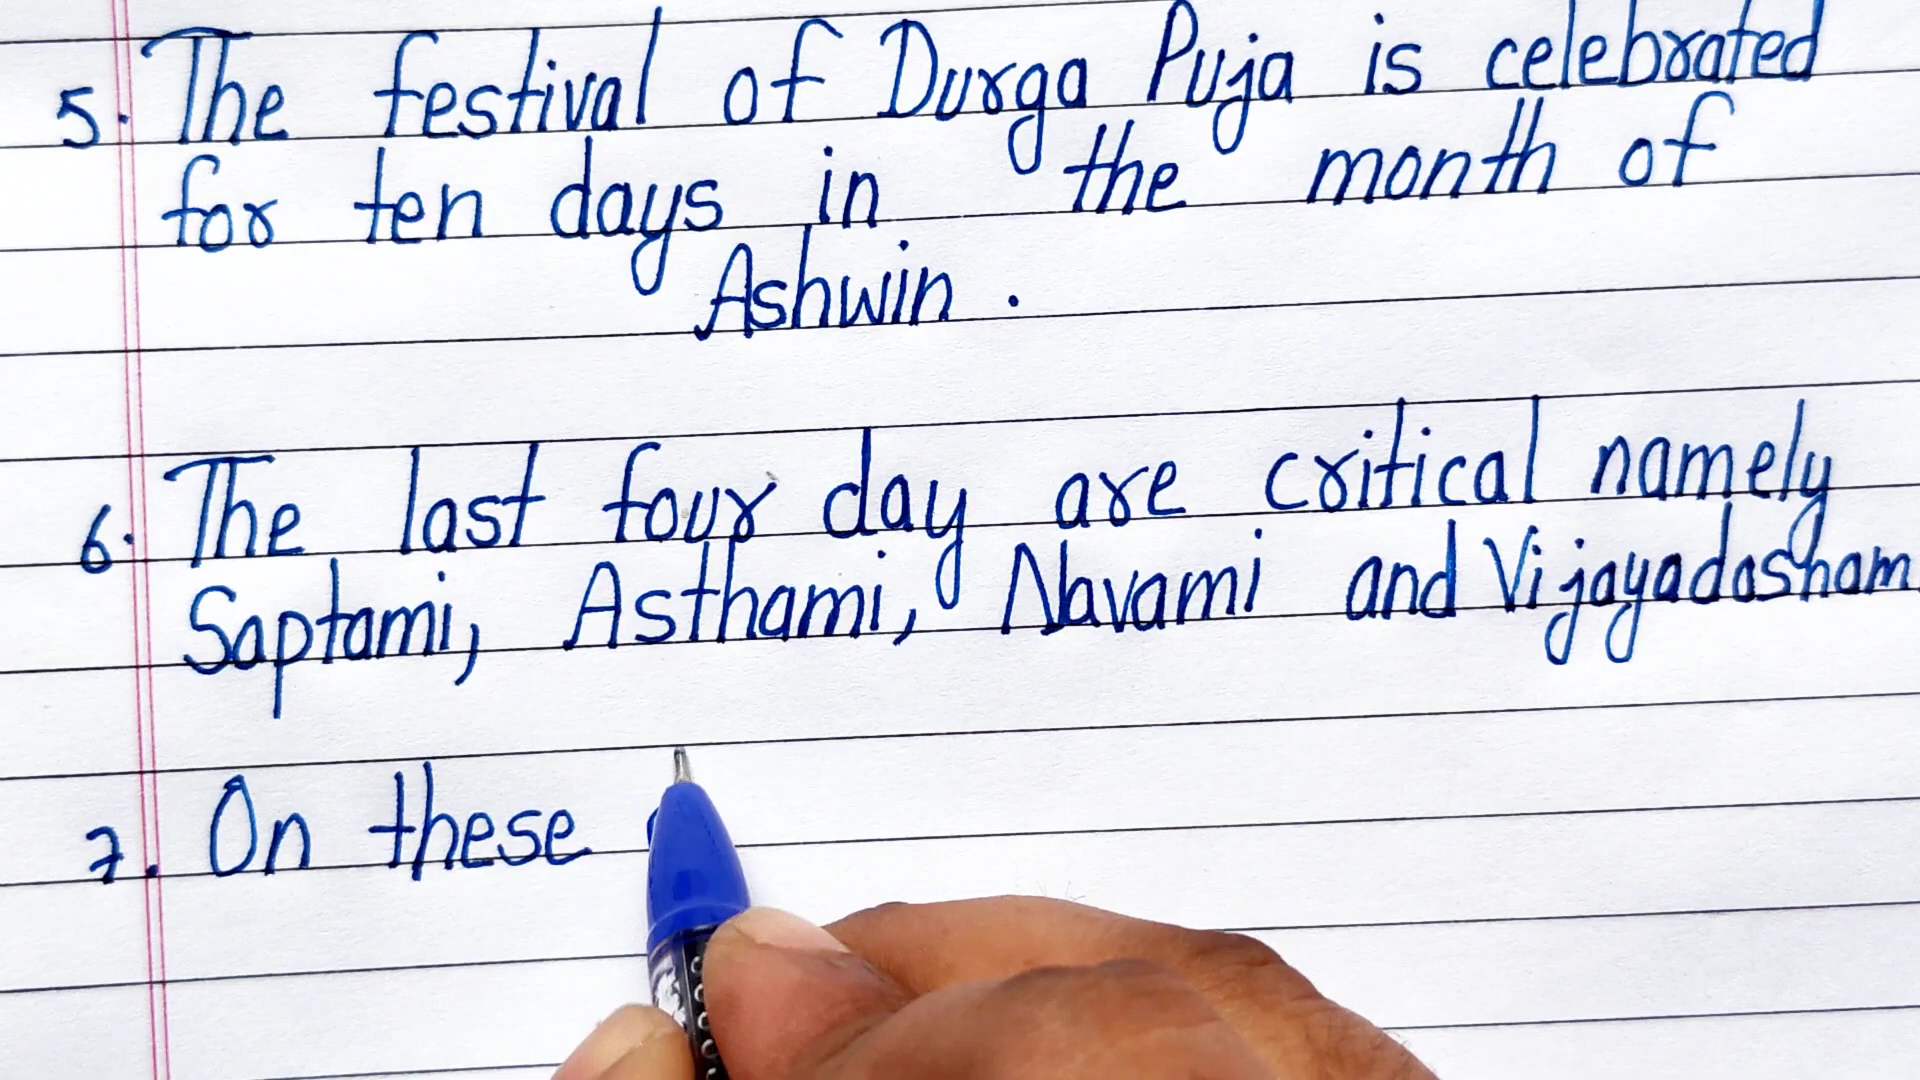 5. The festival of Durga Puja is celebrated
for ten days in the month of
Ashwin.
6. The last four day are critical namely
Saptami, Asthami, Navami and Vijayadasham
7. On these